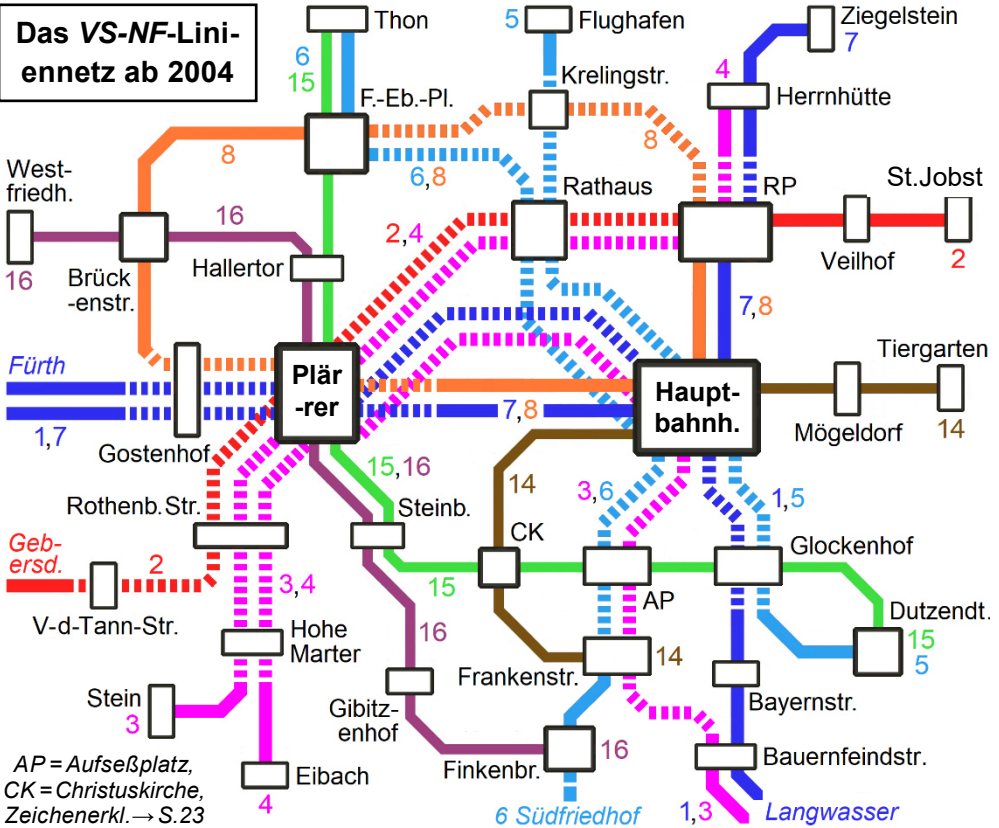 Das VS-NF-Lini-
ennetz ab 2004
Thon
6
15
F.-Eb.-Pl.
5
Flughafen
Krelingstr.
Ziegelstein
7
4
Herrnhütte
8
6,8
8
West-
friedh.
16
16
Brück
-enstr.
Hallertor
2,4
Rathaus
RP
St.Jobst
Veilhof
2
7,8
Fürth
1,7
Gostenhof
Plär
-rer
7,8
Haupt-
bahnh.
Tiergarten
Mögeldorf
14
Rothenb.Str.
15,16
Steinb.
14
CK
3,6
1,5
Glockenhof
Geb-
ersd.
2
V-d-Tann-Str.
3,4
15
AP
Dutzendt.
15
5
Hohe
Marter
16
Frankenstr.
14
Bayernstr.
Stein
3
Gibitz-
enhof
Finkenbr.
16
Bauernfeindstr.
Eibach
4
AP = Aufseßplatz,
CK = Christuskirche,
Zeichenerkl.→ S.23
6 Südfriedhof
1,3
Langwasser